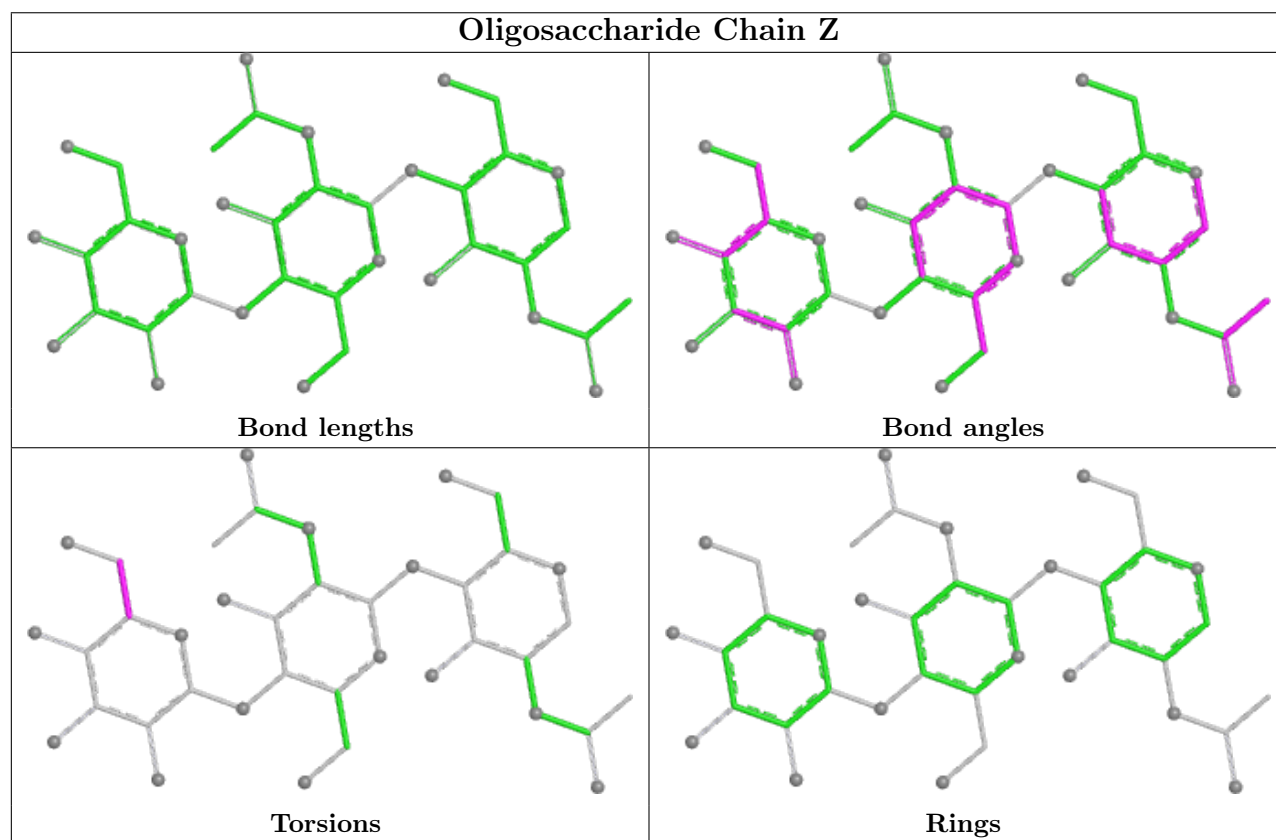 Oligosaccharide Chain Z
Bond lengths
Bond angles
Torsions
Rings